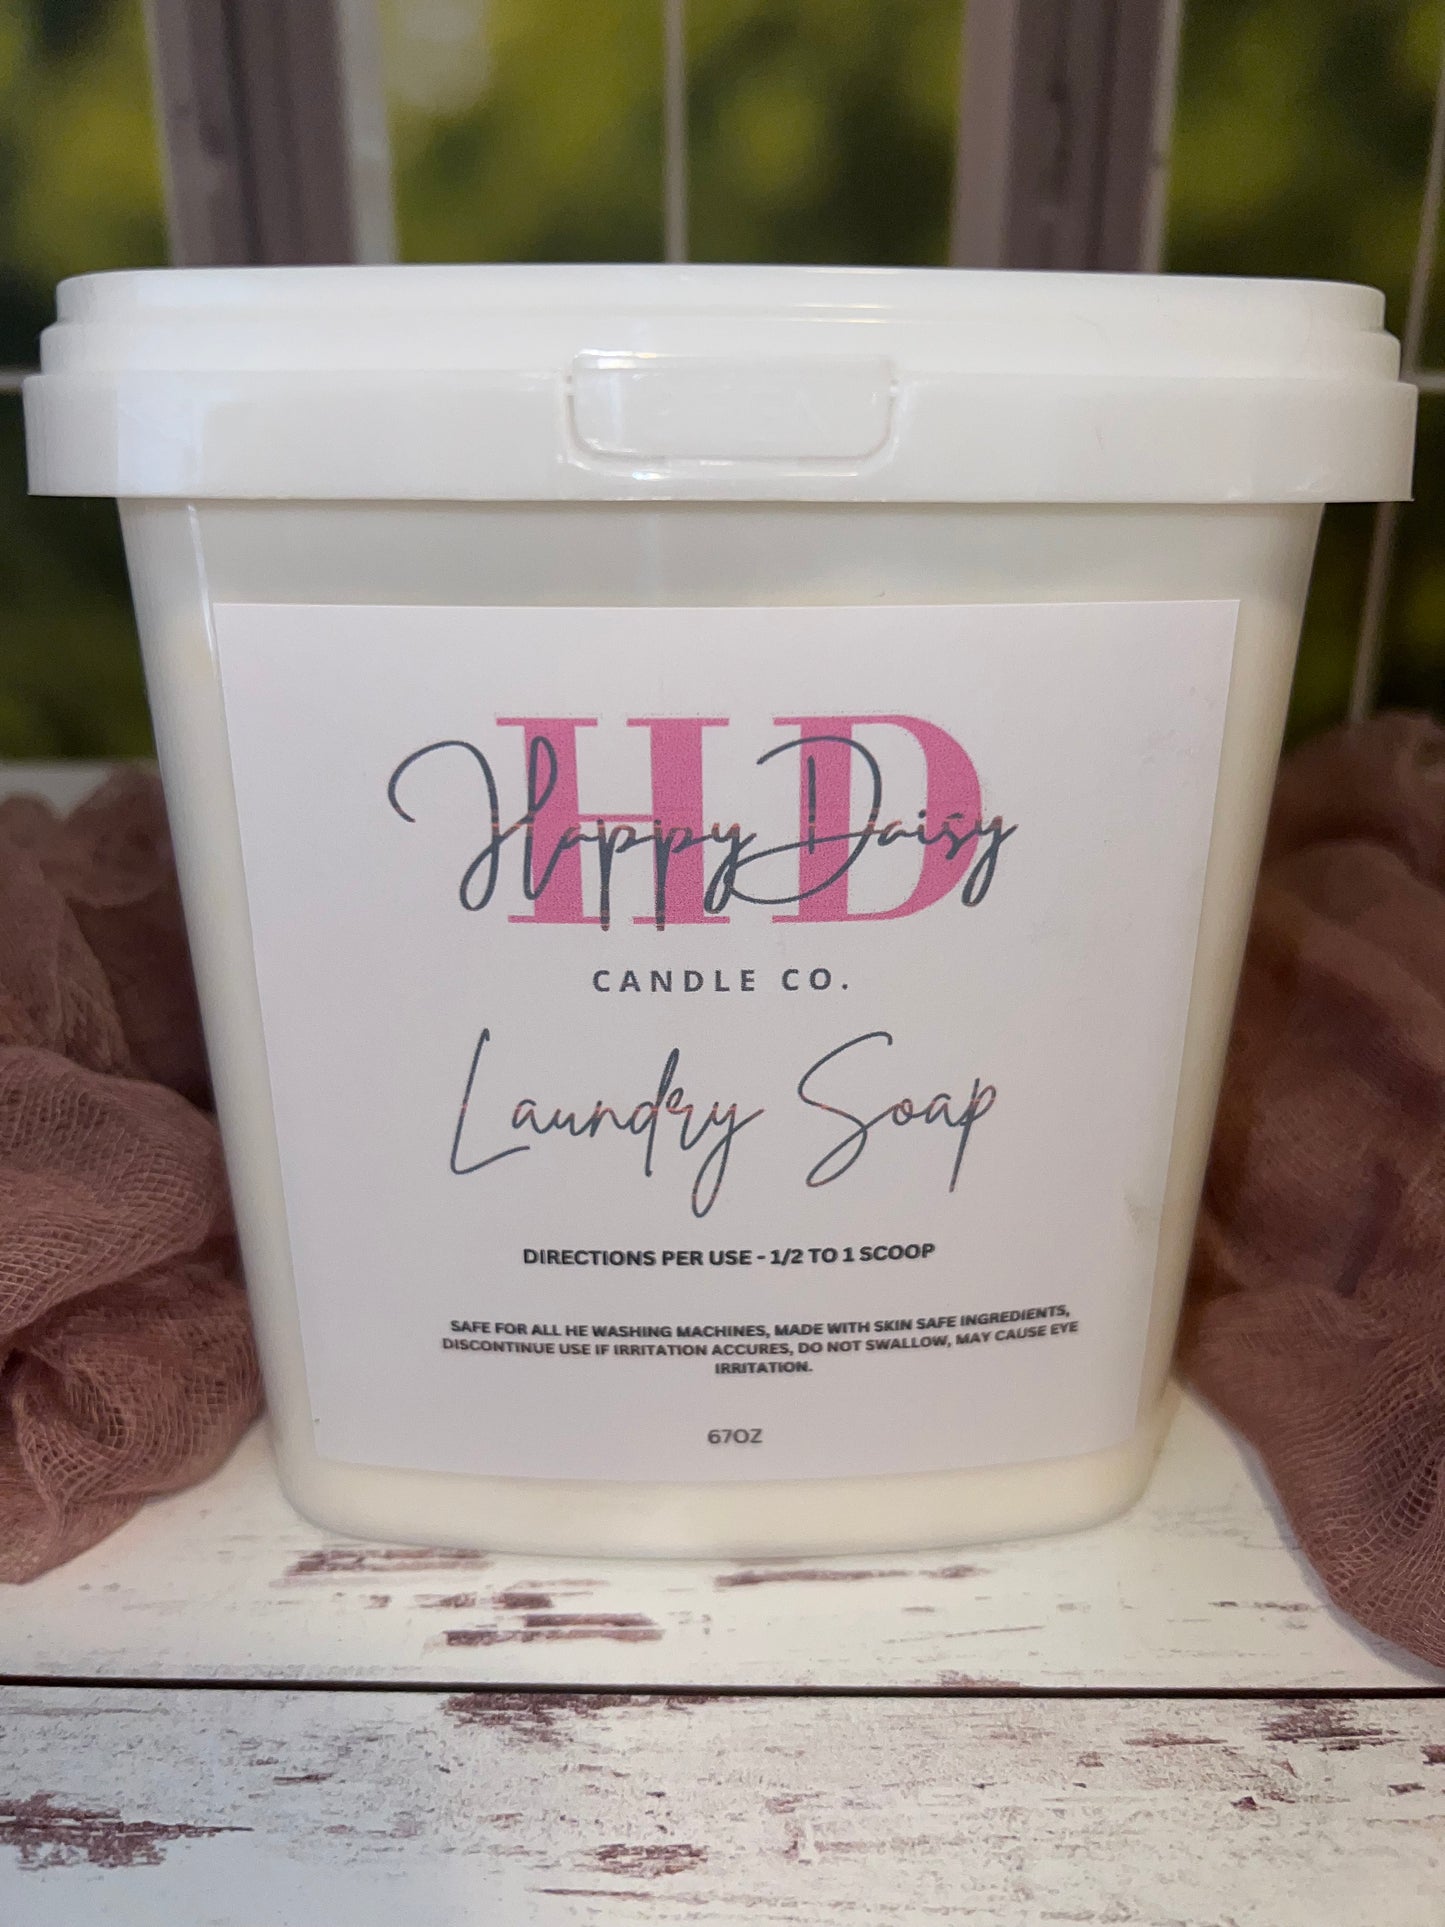 HD
Happy Daisy
CANDLE CO.
Laundry Soap
DIRECTIONS PER USE - 1/2 TO 1 SCOOP
SAFE FOR ALL HE WASHING MACHINES, MADE WITH SKIN SAFE INGREDIENTS,
DISCONTINUE USE IF IRRITATION ACCURES, DO NOT SWALLOW, MAY CAUSE EYE
IRRITATION.
67OZ